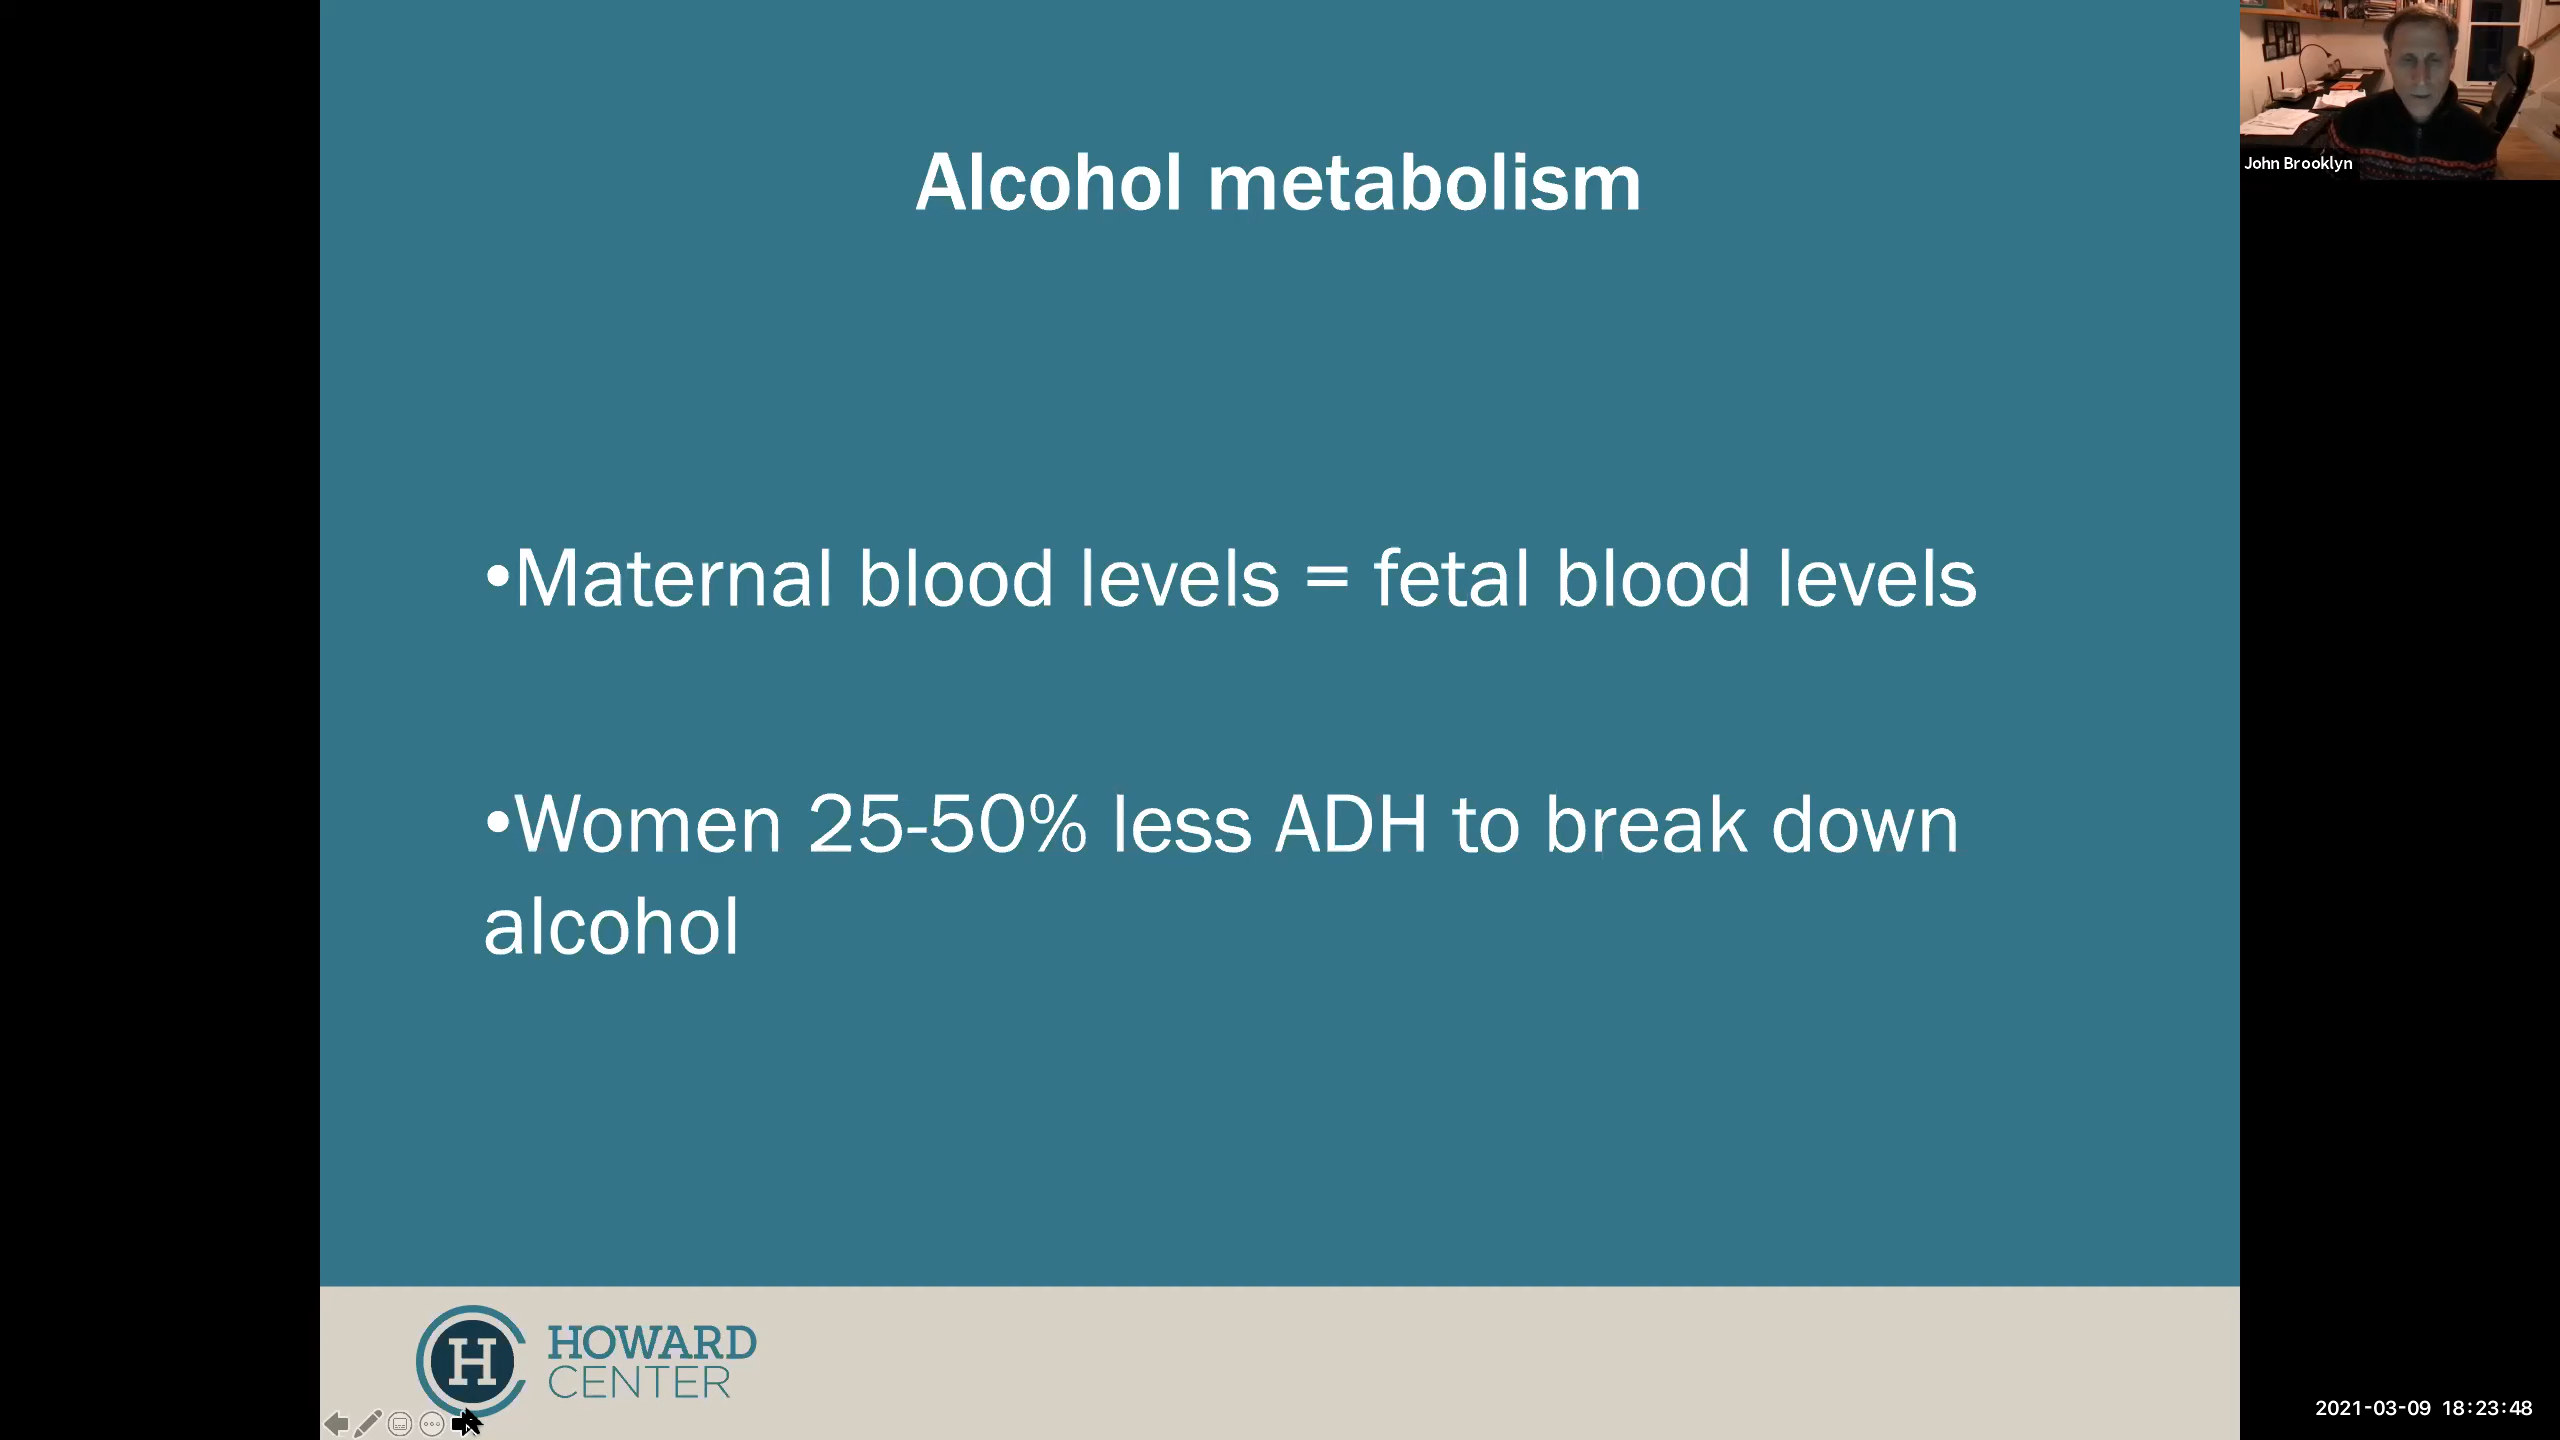 Alcohol metabolism
•Maternal blood levels = fetal blood levels
•Women 25-50% less ADH to break down
alcohol
H
HOWARD
CENTER
John Brooklyn
2021-03-09 18:23:48